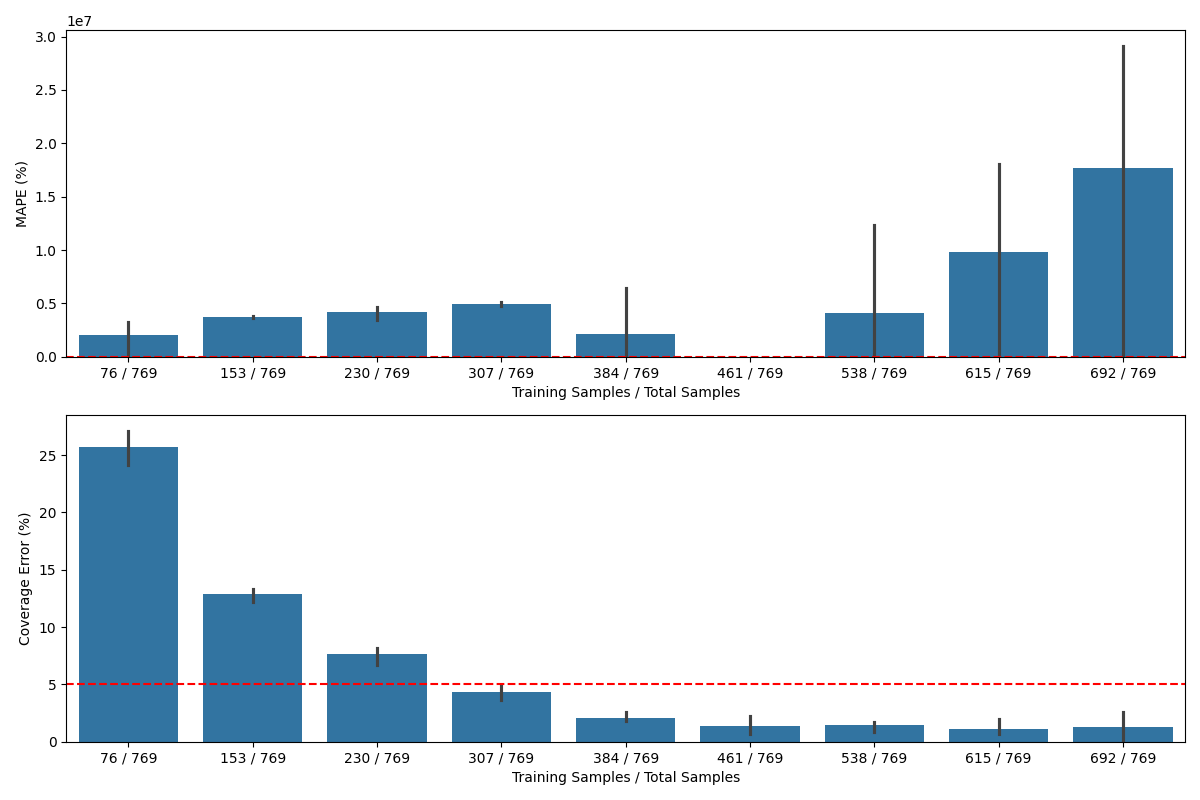 1e7
3.0
2.5
2.0
1.5
1.0
0.5
0.0
MAPE (%)
76 / 769 153 / 769 230 / 769 307 / 769 384 / 769 461 / 769 538 / 769 615 / 769 692 / 769
Training Samples / Total Samples
25
20
15
10
5
0
Coverage Error (%)
76 / 769 153 / 769 230 / 769 307 / 769 384 / 769 461 / 769 538 / 769 615 / 769 692 / 769
Training Samples / Total Samples